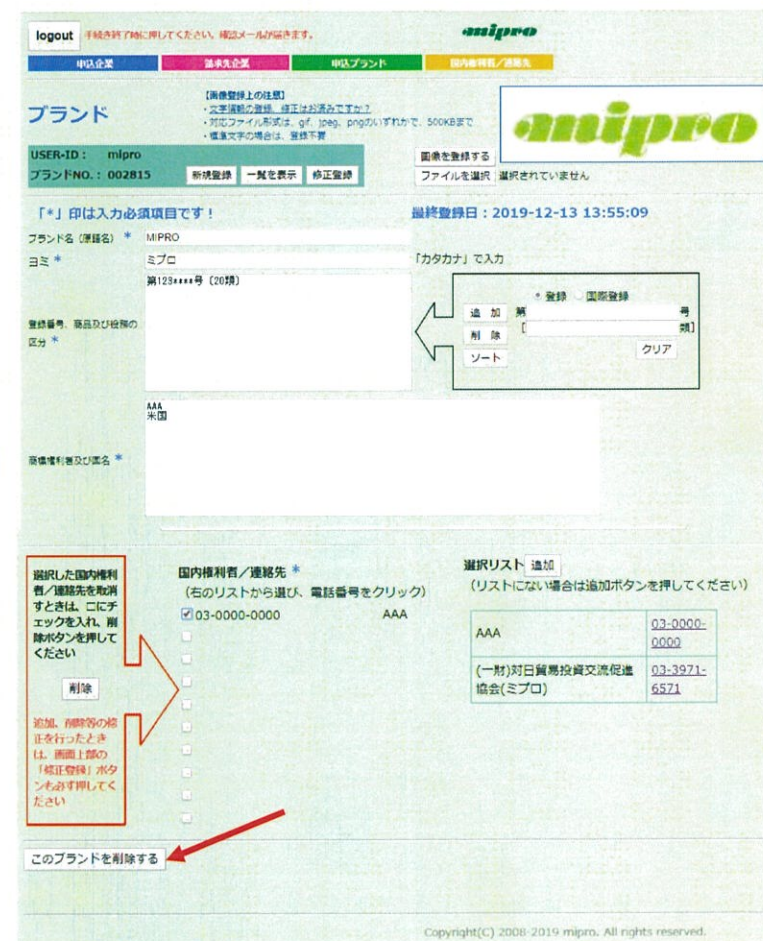 logout 手続き終了時に押してください。確認メールが届きます。
mipro
申込企業 請求先企業 申込ブランド 国内権利者／連絡先
ブランド
【画像登録上の注意】
・文字情報の登録、修正はお済みですか？
・対応ファイル形式は、gif、jpeg、pngのいずれかで、500KBまで
・標準文字の場合は、登録不要
mipro
USER-ID： mipro
ブランドNO.：002815 新規登録 一覧を表示 修正登録
画像を登録する
ファイルを選択 選択されていません
「*」印は入力必須項目です！
最終登録日：2019-12-13 13:55:09
ブランド名（原語名） * MIPRO
ヨミ * ミプロ 「カタカナ」で入力
登録番号、商品及び役務の区分 *
第123****号〔20類〕
登録 国際登録
追 加 第 号
削 除 [ 類]
ソート クリア
商標権利者及び国名 *
AAA
米国
選択した国内権利
者／連絡先を取消
すときは、口にチ
ェックを入れ、削
除ボタンを押して
ください
削除
追加、削除等の修
正を行ったとき
は、画面上部の
「修正登録」ボタ
ンも必ず押してく
ださい
国内権利者／連絡先 *
（右のリストから選び、電話番号をクリック）
03-0000-0000 AAA
選択リスト 追加
（リストにない場合は追加ボタンを押してください）
AAA 03-0000-
0000
(一財)対日貿易投資交流促進 03-3971-
協会(ミプロ) 6571
このブランドを削除する
Copyright(C) 2008-2019 mipro. All rights reserved.